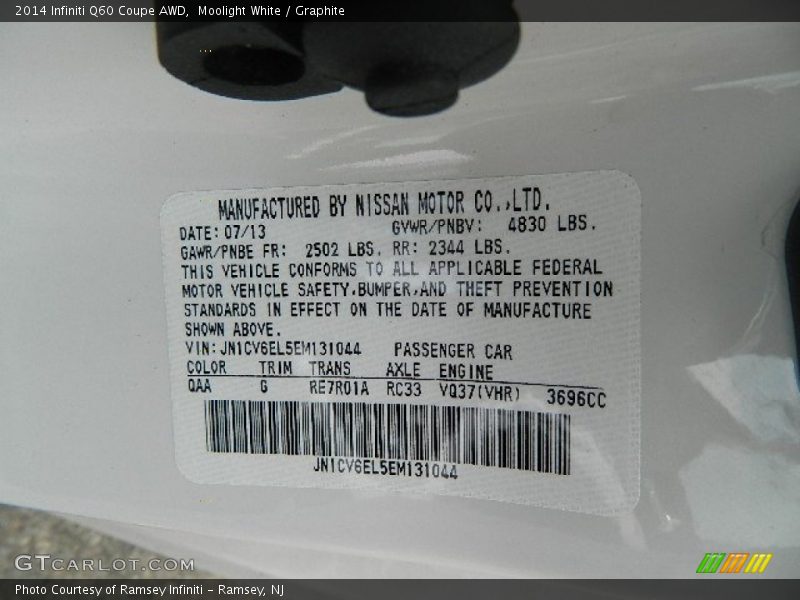 2014 Infiniti Q60 Coupe AWD,  Moolight White / Graphite
MANUFACTURED BY NISSAN MOTOR CO.,LTD.
DATE: 07/13 GVWR/PNBV: 4830 LBS.
GAWR/PNBE FR: 2502 LBS. RR: 2344 LBS.
THIS VEHICLE CONFORMS TO ALL APPLICABLE FEDERAL
MOTOR VEHICLE SAFETY,BUMPER,AND THEFT PREVENTION
STANDARDS IN EFFECT ON THE DATE OF MANUFACTURE
SHOWN ABOVE.
VIN: JN1CV6EL5EM131044 PASSENGER CAR
COLOR TRIM TRANS AXLE ENGINE
QAA G RE7R01A RC33 VQ37(VHR) 3696CC
JN1CV6EL5EM131044
GTCARLOT.COM
Photo Courtesy of Ramsey Infiniti - Ramsey, NJ